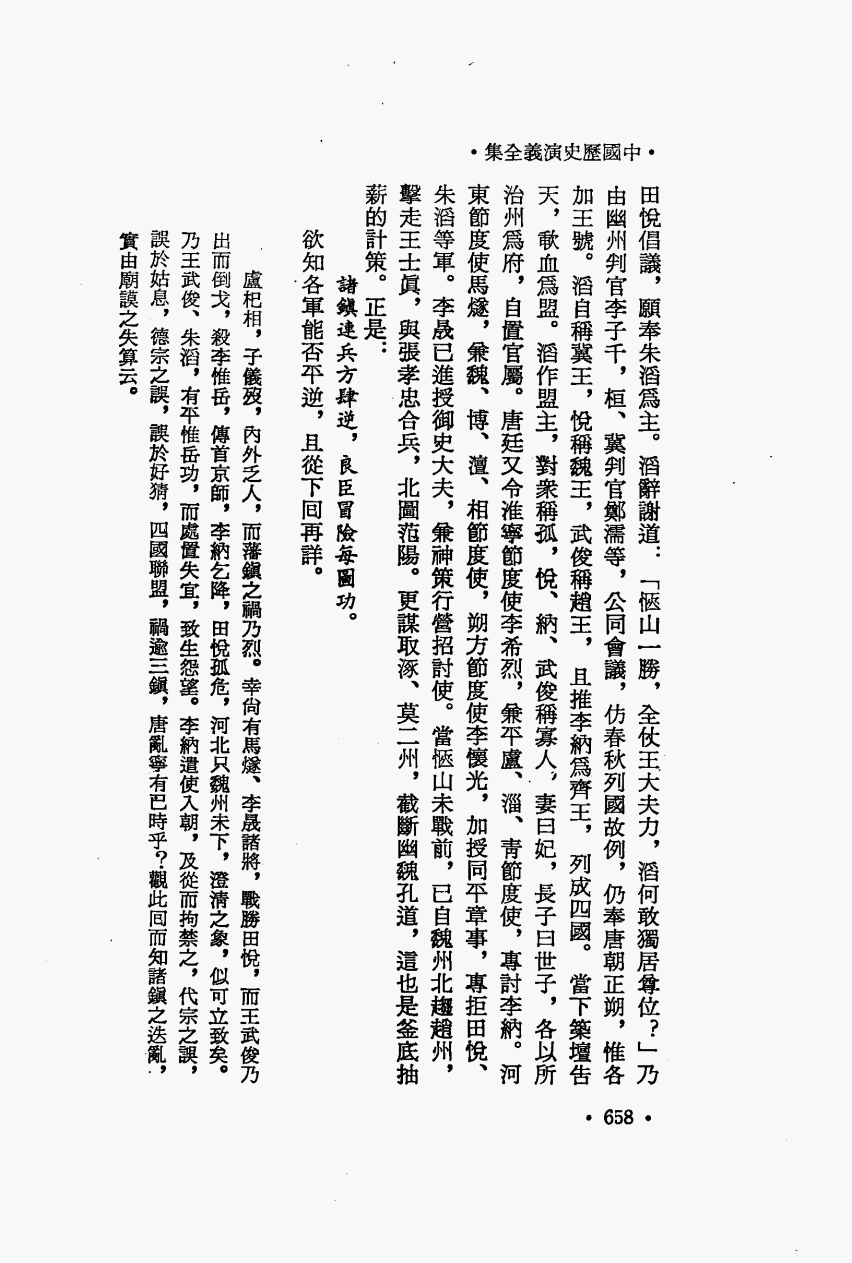 •中國歷史演義全集•
田悅倡議，願奉朱滔爲主。滔辭謝道：「愜山一勝，全仗王大夫力，滔何敢獨居尊位？」乃
由幽州判官李子千，桓、冀判官鄭濡等，公同會議，仿春秋列國故例，仍奉唐朝正朔，惟各
加王號。滔自稱冀王，悅稱魏王，武俊稱趙王，且推李納爲齊王，列成四國。當下築壇告
天，歃血爲盟。滔作盟主，對衆稱孤，悅、納、武俊稱寡人，妻曰妃，長子曰世子，各以所
治州爲府，自置官屬。唐廷又令淮寧節度使李希烈，兼平盧、淄、靑節度使，專討李納。河
東節度使馬燧，兼魏、博、澶、相節度使，朔方節度使李懷光，加授同平章事，專拒田悅、
朱滔等軍。李晟已進授御史大夫，兼神策行營招討使。當愜山未戰前，已自魏州北趨趙州，
擊走王士眞，與張孝忠合兵，北圖范陽。更謀取涿、莫二州，截斷幽魏孔道，這也是釜底抽
薪的計策。正是：
諸鎭連兵方肆逆，良臣冒險每圖功。
欲知各軍能否平逆，且從下回再詳。
盧杞相，子儀歿，內外乏人，而藩鎭之禍乃烈。幸尙有馬燧、李晟諸將，戰勝田悅，而王武俊乃
出而倒戈，殺李惟岳，傳首京師，李納乞降，田悅孤危，河北只魏州未下，澄淸之象，似可立致矣。
乃王武俊、朱滔，有平惟岳功，而處置失宜，致生怨望。李納遣使入朝，及從而拘禁之，代宗之誤，
誤於姑息，德宗之誤，誤於好猜，四國聯盟，禍逾三鎭，唐亂寧有已時乎？觀此回而知諸鎭之迭亂，
實由廟謨之失算云。
•658•